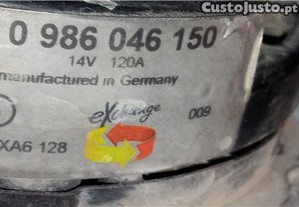 CustoJusto.pt
0 986 046 150
14V 120A
manufactured in Germany
eXchange
009
XA6 128